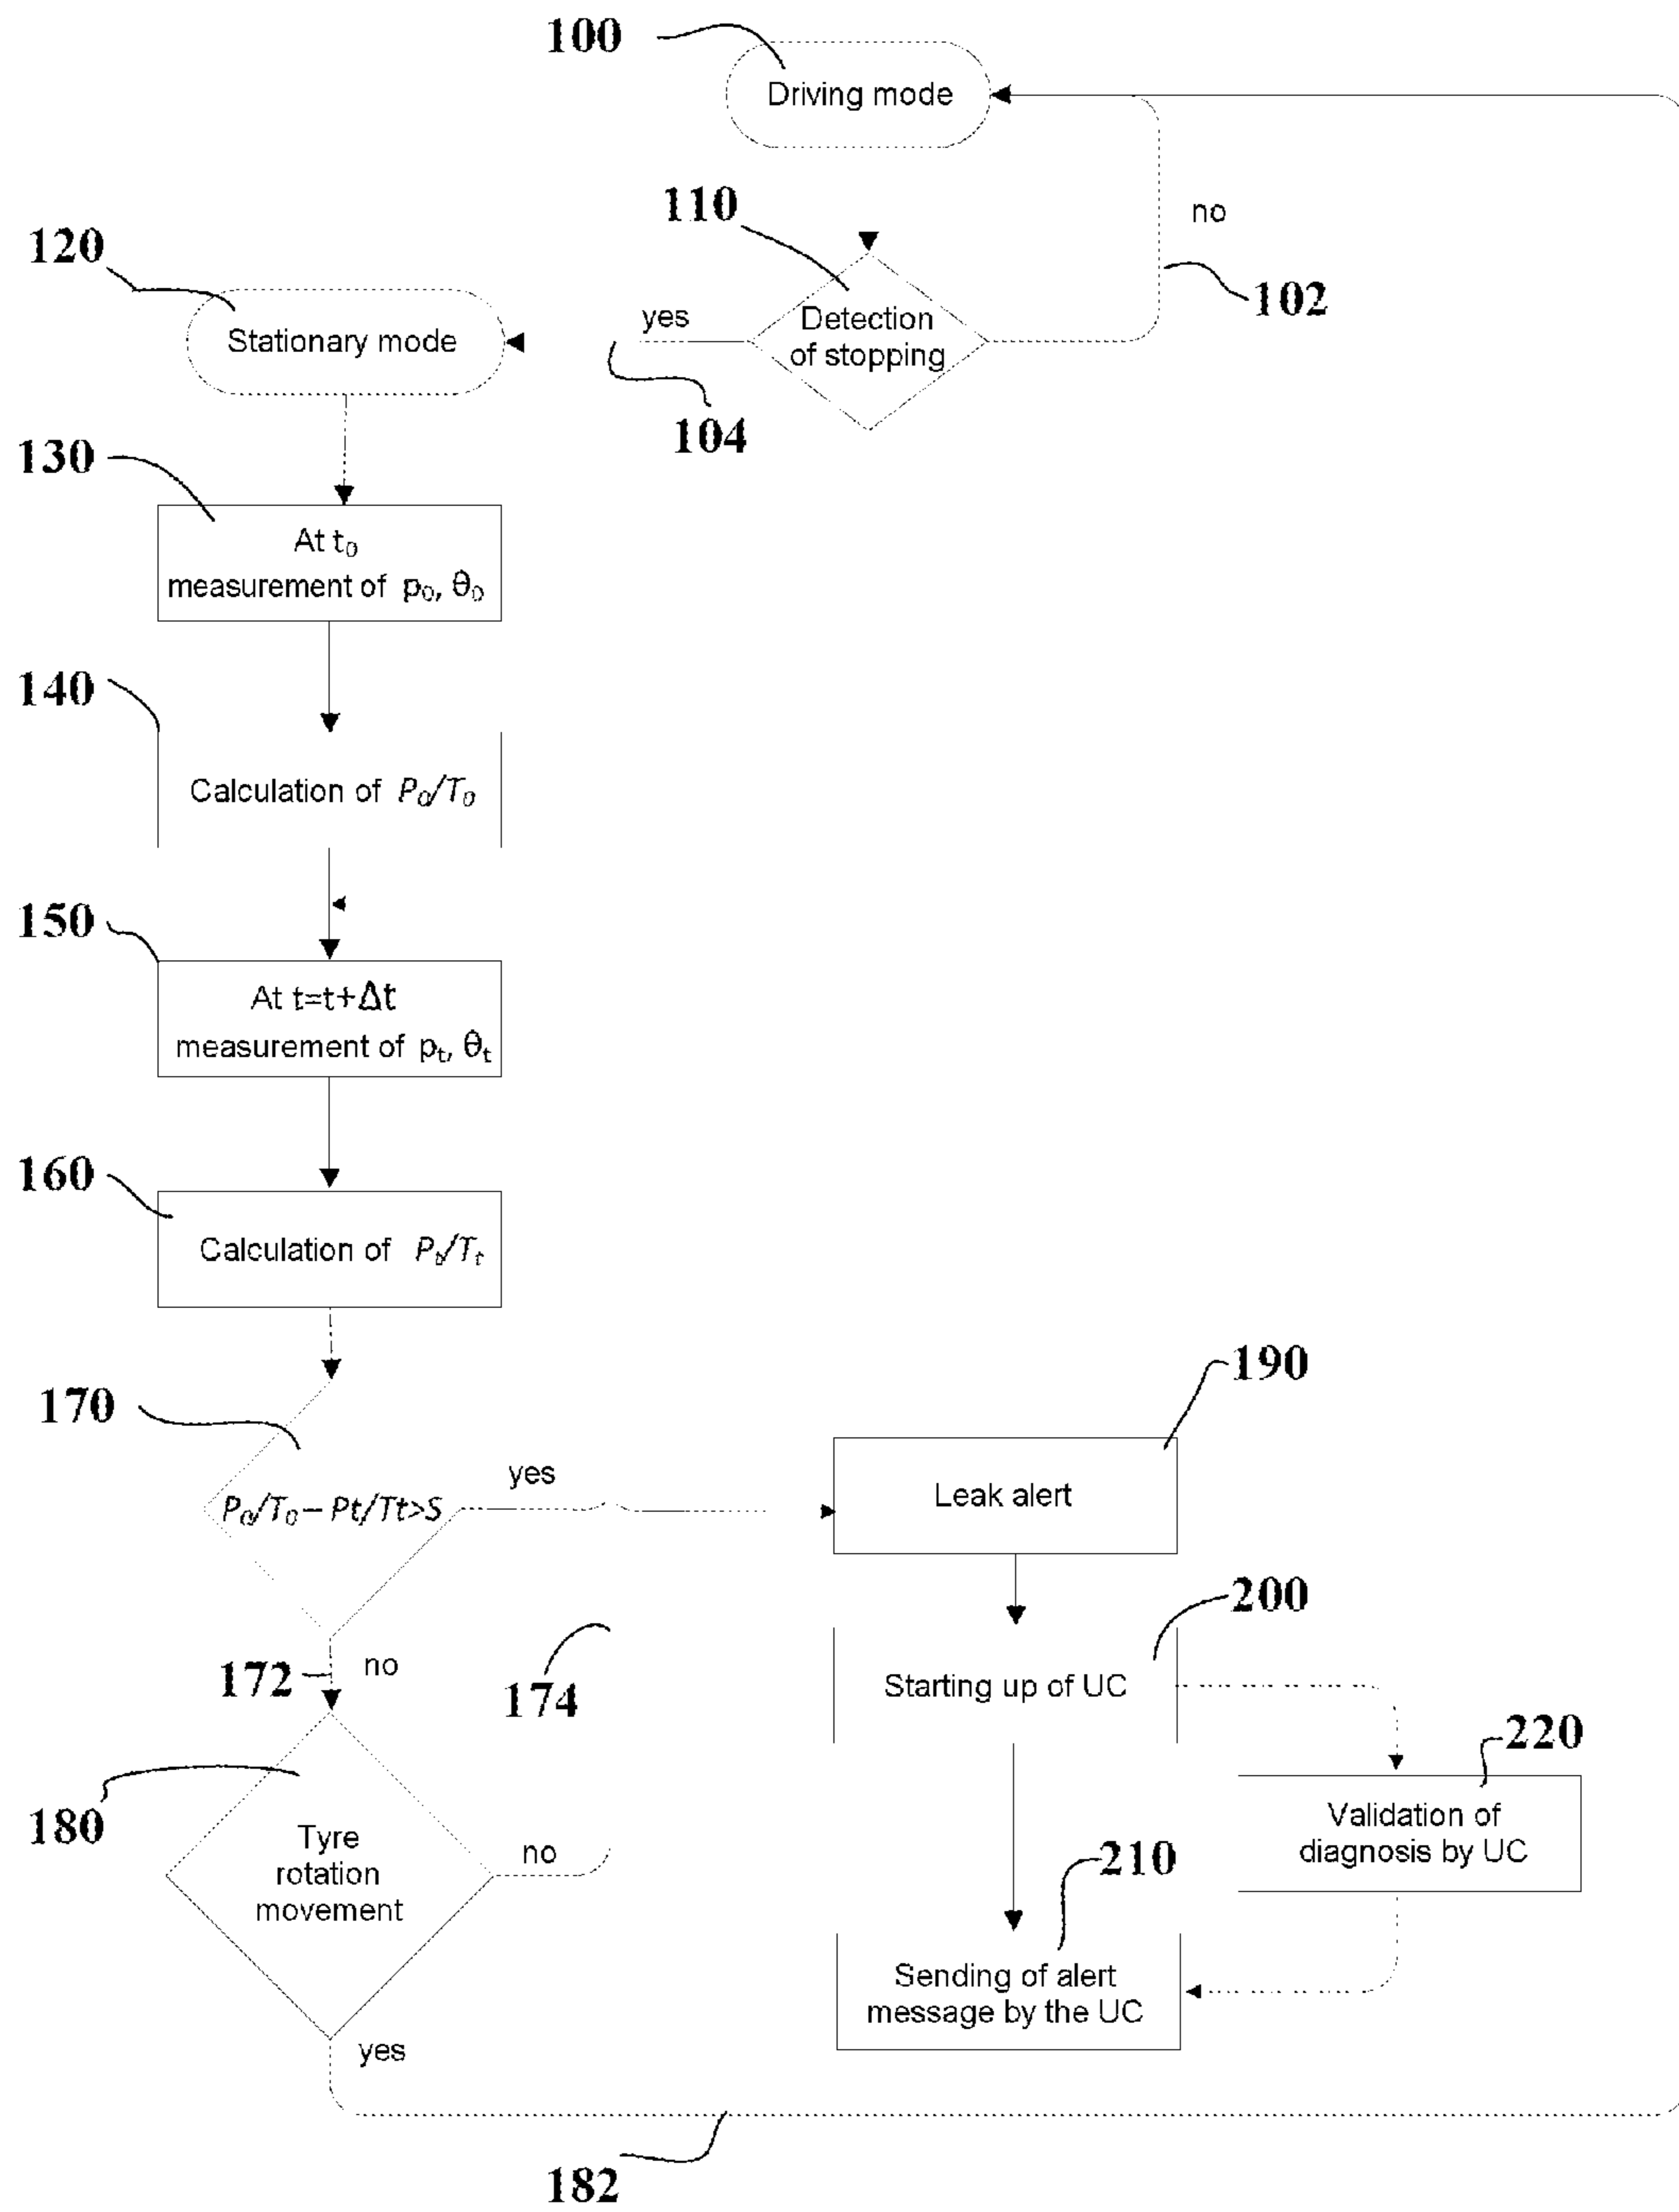 100
Driving mode
110
no
120
102
Stationary mode
yes
Detection
of stopping
104
130
At t₀
measurement of p₀, θ₀
140
Calculation of P₀/T₀
150
At t=t+Δt
measurement of pₜ, θₜ
160
Calculation of Pₜ/Tₜ
190
170
yes
Leak alert
P₀/T₀ – Pt/Tt>S
200
172
no
174
Starting up of UC
220
180
Tyre
rotation
movement
no
Validation of
diagnosis by UC
210
Sending of alert
message by the UC
yes
182